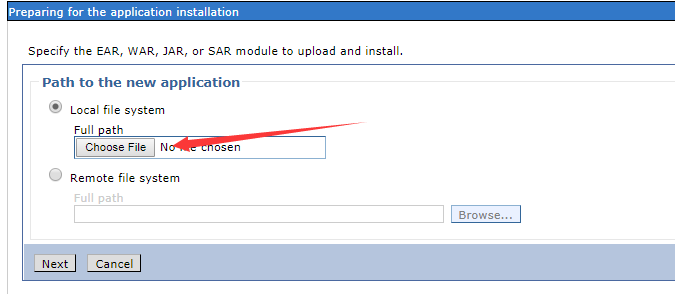 Preparing for the application installation
Specify the EAR, WAR, JAR, or SAR module to upload and install.
Path to the new application
Local file system
Full path
Choose File No file chosen
Remote file system
Full path
Browse...
Next Cancel